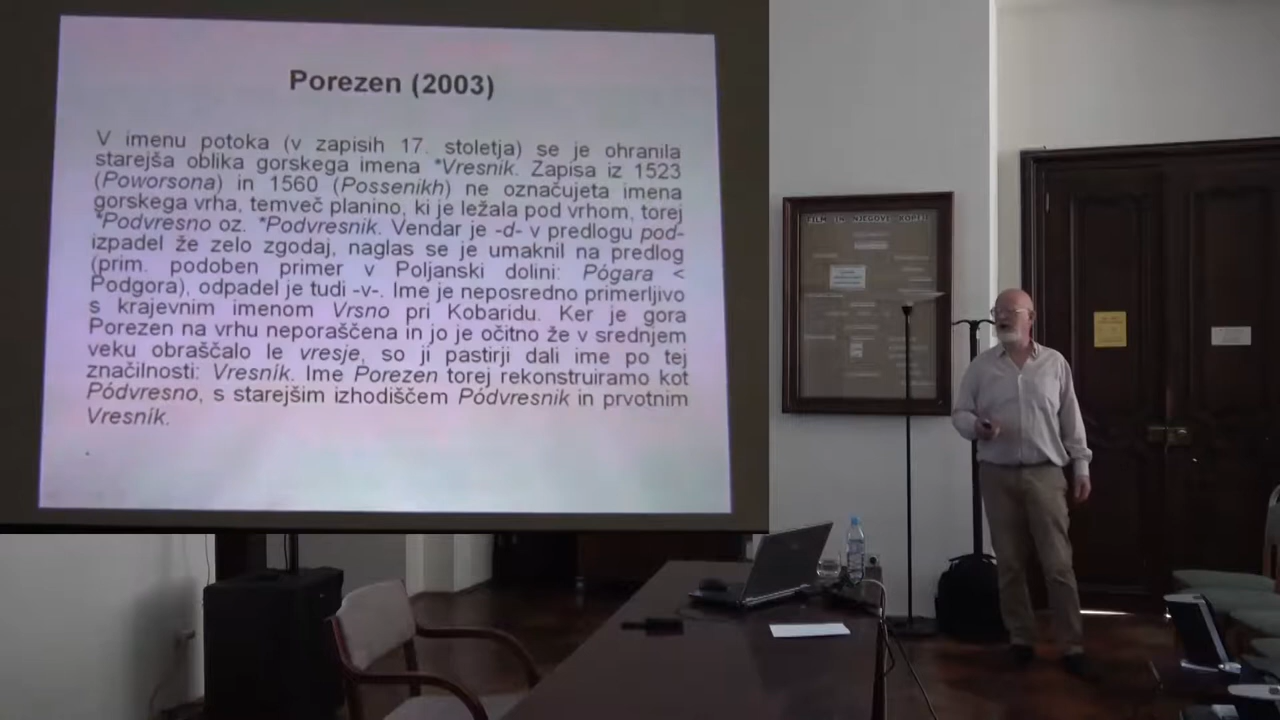 Porezen (2003)
V imenu potoka (v zapisih 17. stoletja) se je ohranila
starejša oblika gorskega imena *Vresnik. Zapisa iz 1523
(Poworsona) in 1560 (Possenikh) ne označujeta imena
gorskega vrha, temveč planino, ki je ležala pod vrhom, torej
*Podvresno oz. *Podvresnik. Vendar je -d- v predlogu pod-
izpadel že zelo zgodaj, naglas se je umaknil na predlog
(prim. podoben primer v Poljanski dolini: Pógara <
Podgora), odpadel je tudi -v-. Ime je neposredno primerljivo
s krajevnim imenom Vrsno pri Kobaridu. Ker je gora
Porezen na vrhu neporaščena in jo je očitno že v srednjem
veku obraščalo le vresje, so ji pastirji dali ime po tej
značilnosti: Vresník. Ime Porezen torej rekonstruiramo kot
Pódvresno, s starejšim izhodiščem Pódvresnik in prvotnim
Vresník.
FILM IN NJEGOVE KOPIJE